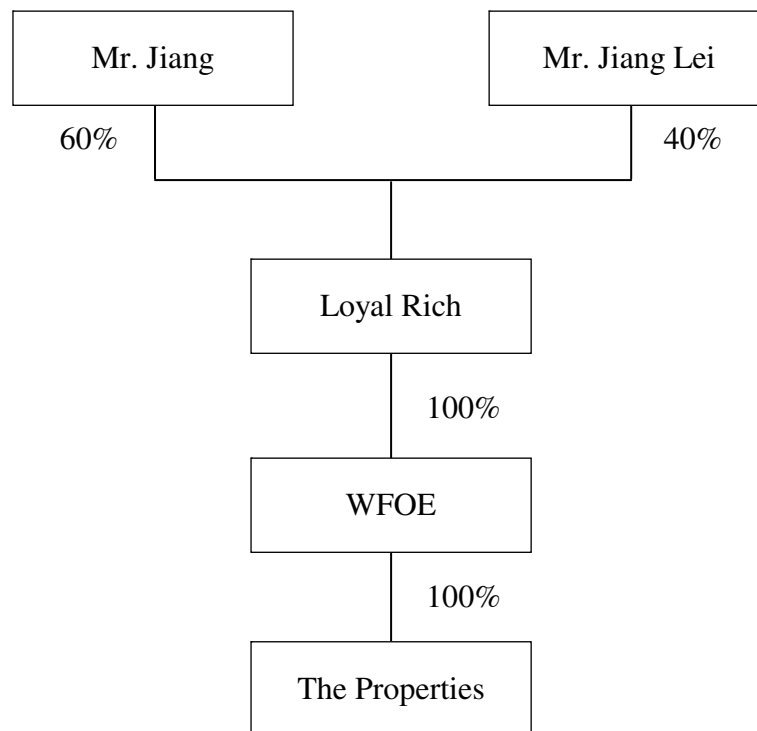 Mr. Jiang
Mr. Jiang Lei
60%
40%
Loyal Rich
100%
WFOE
100%
The Properties